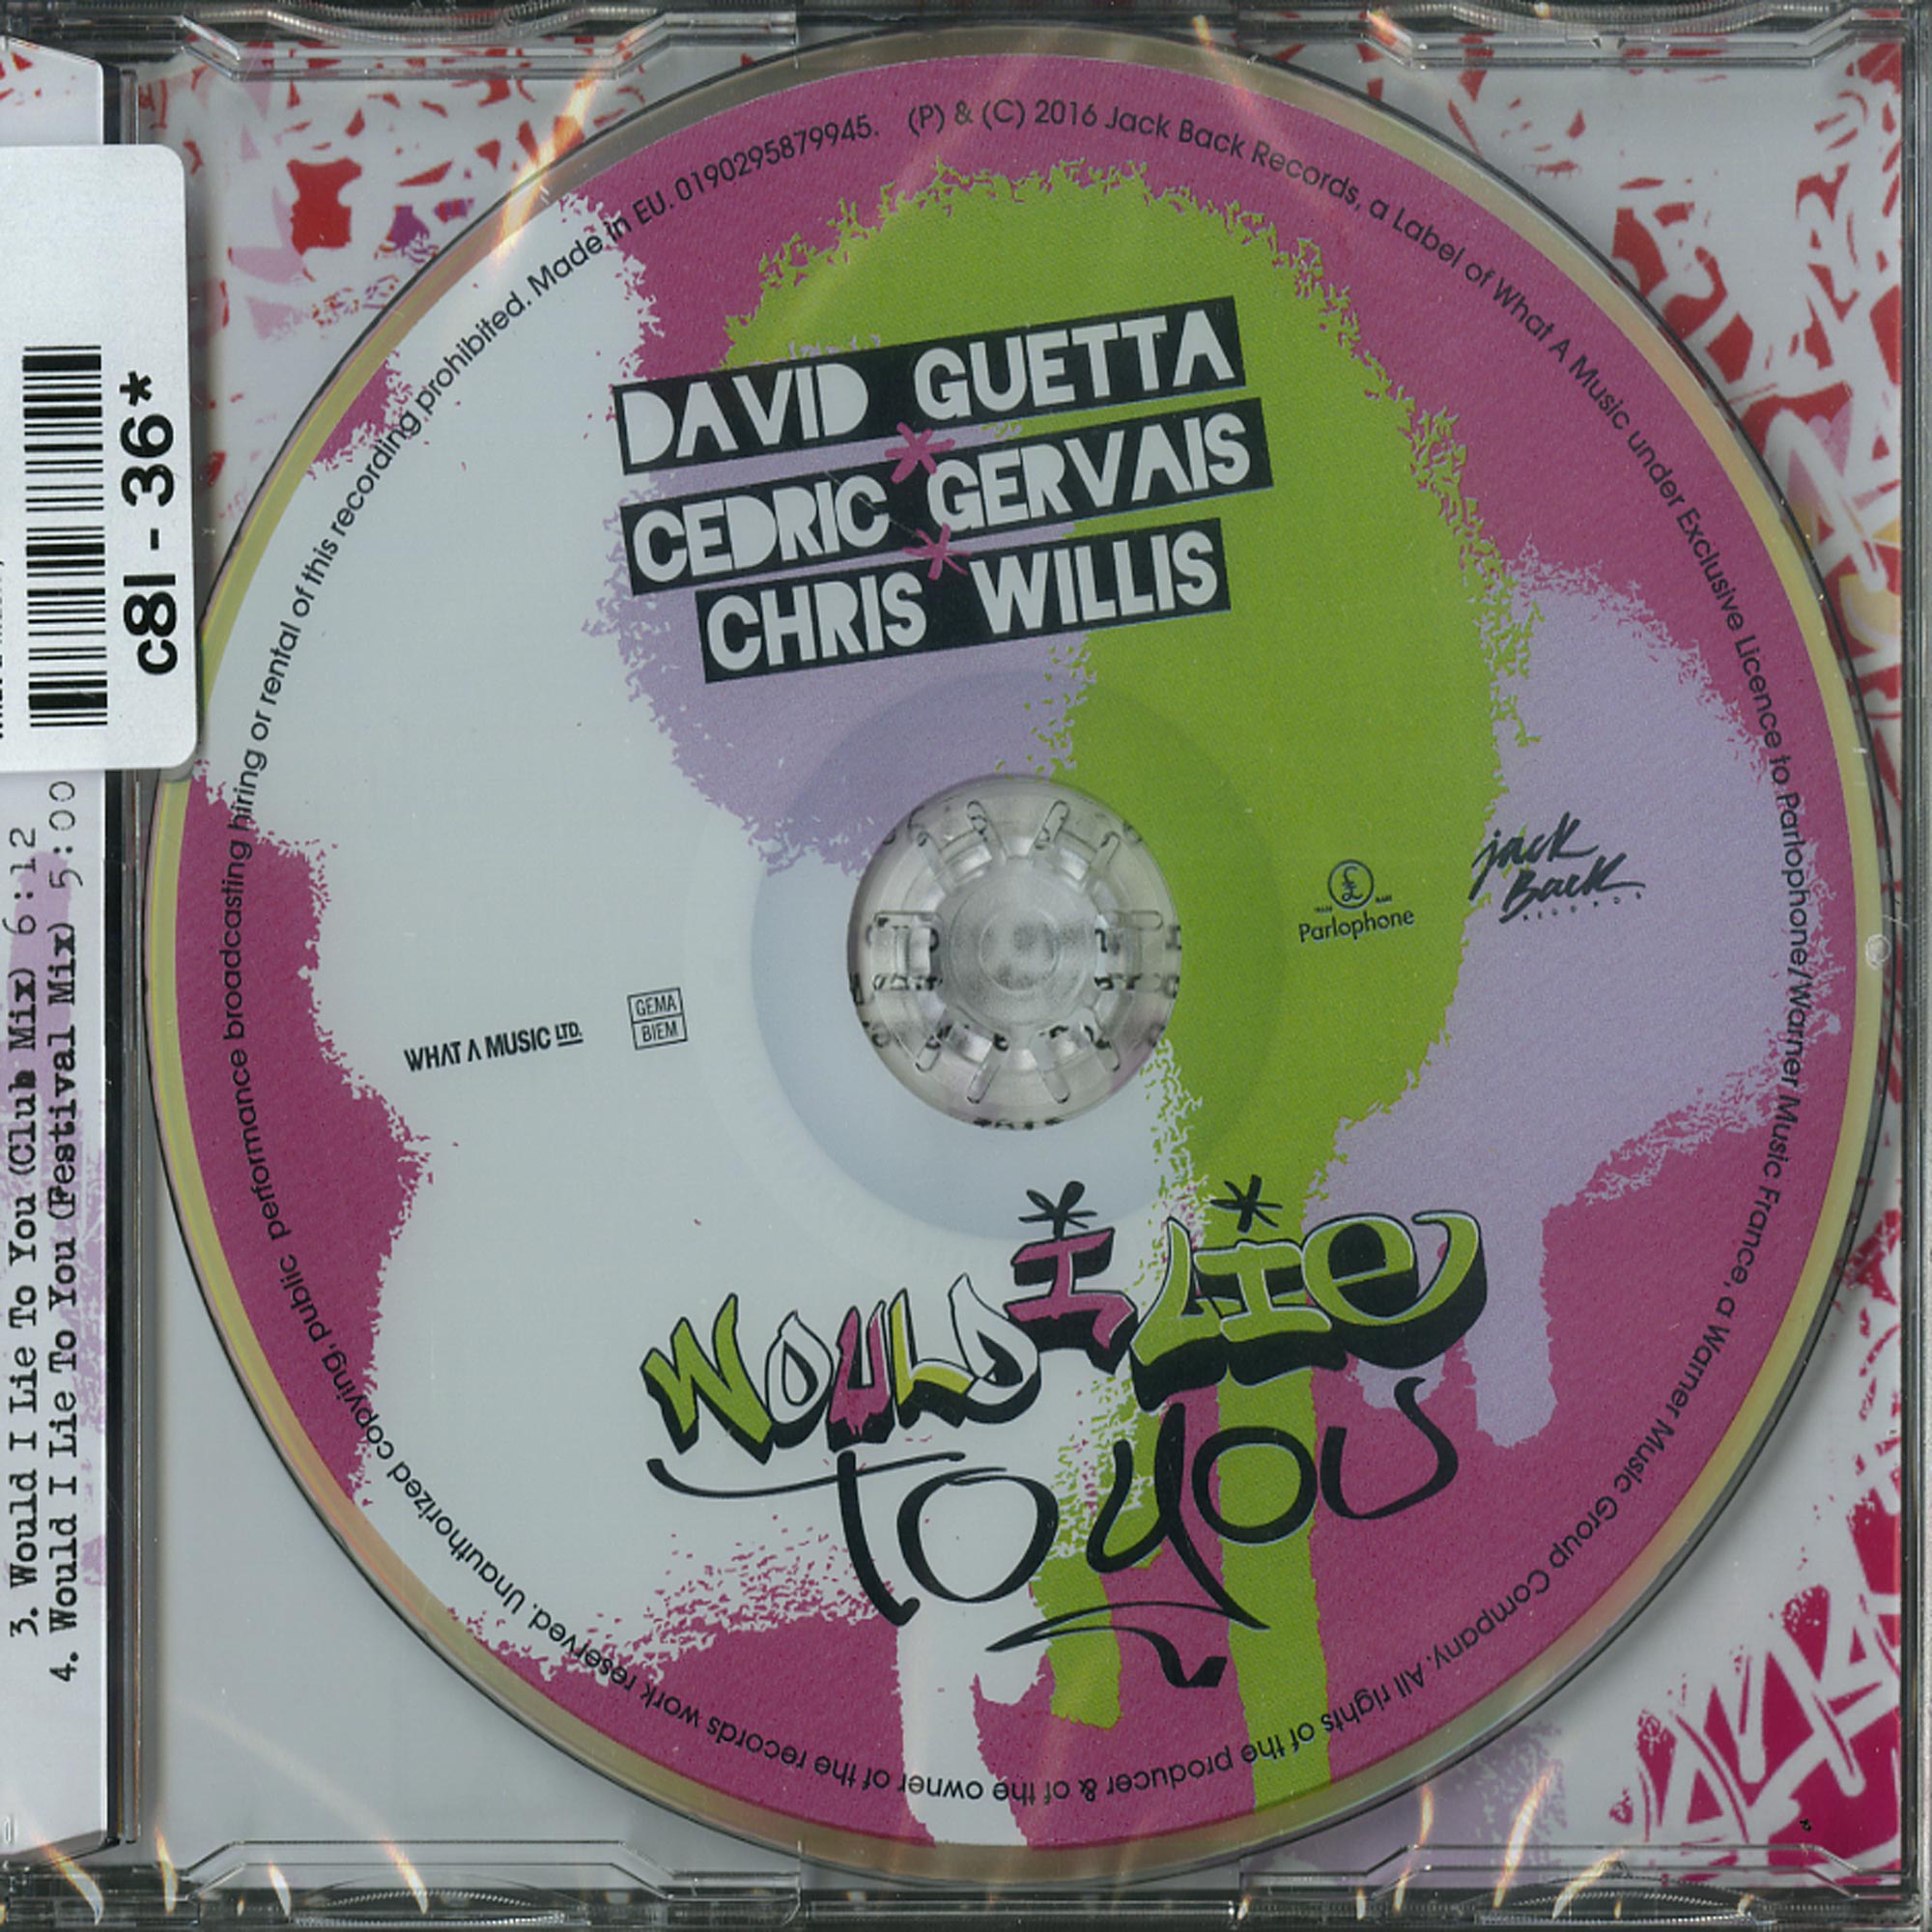 DAVID GUETTA
CEDRIC GERVAIS
CHRIS WILLIS
WHAT A MUSIC LTD.
GEMA
BIEM
Parlophone
jack
Back
RECORDS
WOULD I LIE
TO YOU
(P) & (C) 2016 Jack Back Records, a Label of What A Music under Exclusive Licence to Parlophone/Warner Music France, a Warner Music Group Company. All rights of the producer & of the owner of the records work reserved. Unauthorized copying, public performance broadcasting hiring or rental of this recording prohibited. Made in EU. 0190295879945.
c8I - 36*
3. Would I Lie To You (Club Mix) 6:12
4. Would I Lie To You (Festival Mix) 5:00